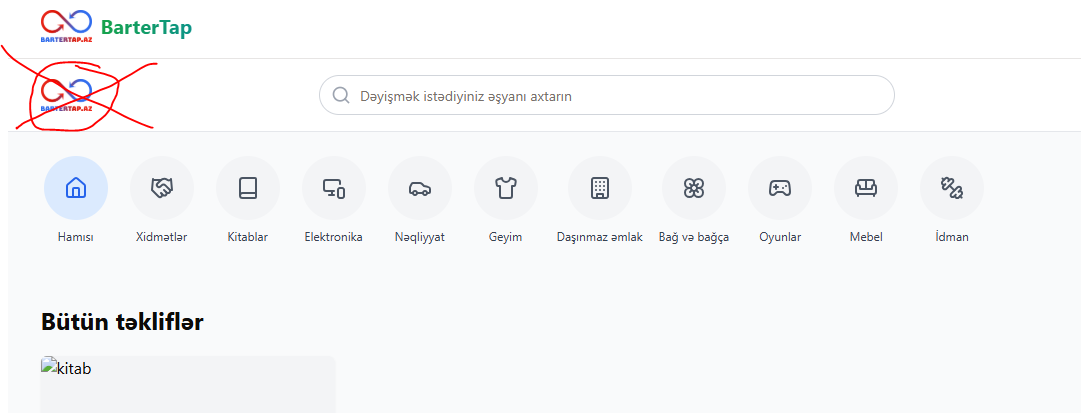 BARTERTAP.AZ BarterTap
BARTERTAP.AZ
Dəyişmək istədiyiniz əşyanı axtarın
Hamısı Xidmətlər Kitablar Elektronika Nəqliyyat Geyim Daşınmaz əmlak Bağ və bağça Oyunlar Mebel İdman
Bütün təkliflər
kitab